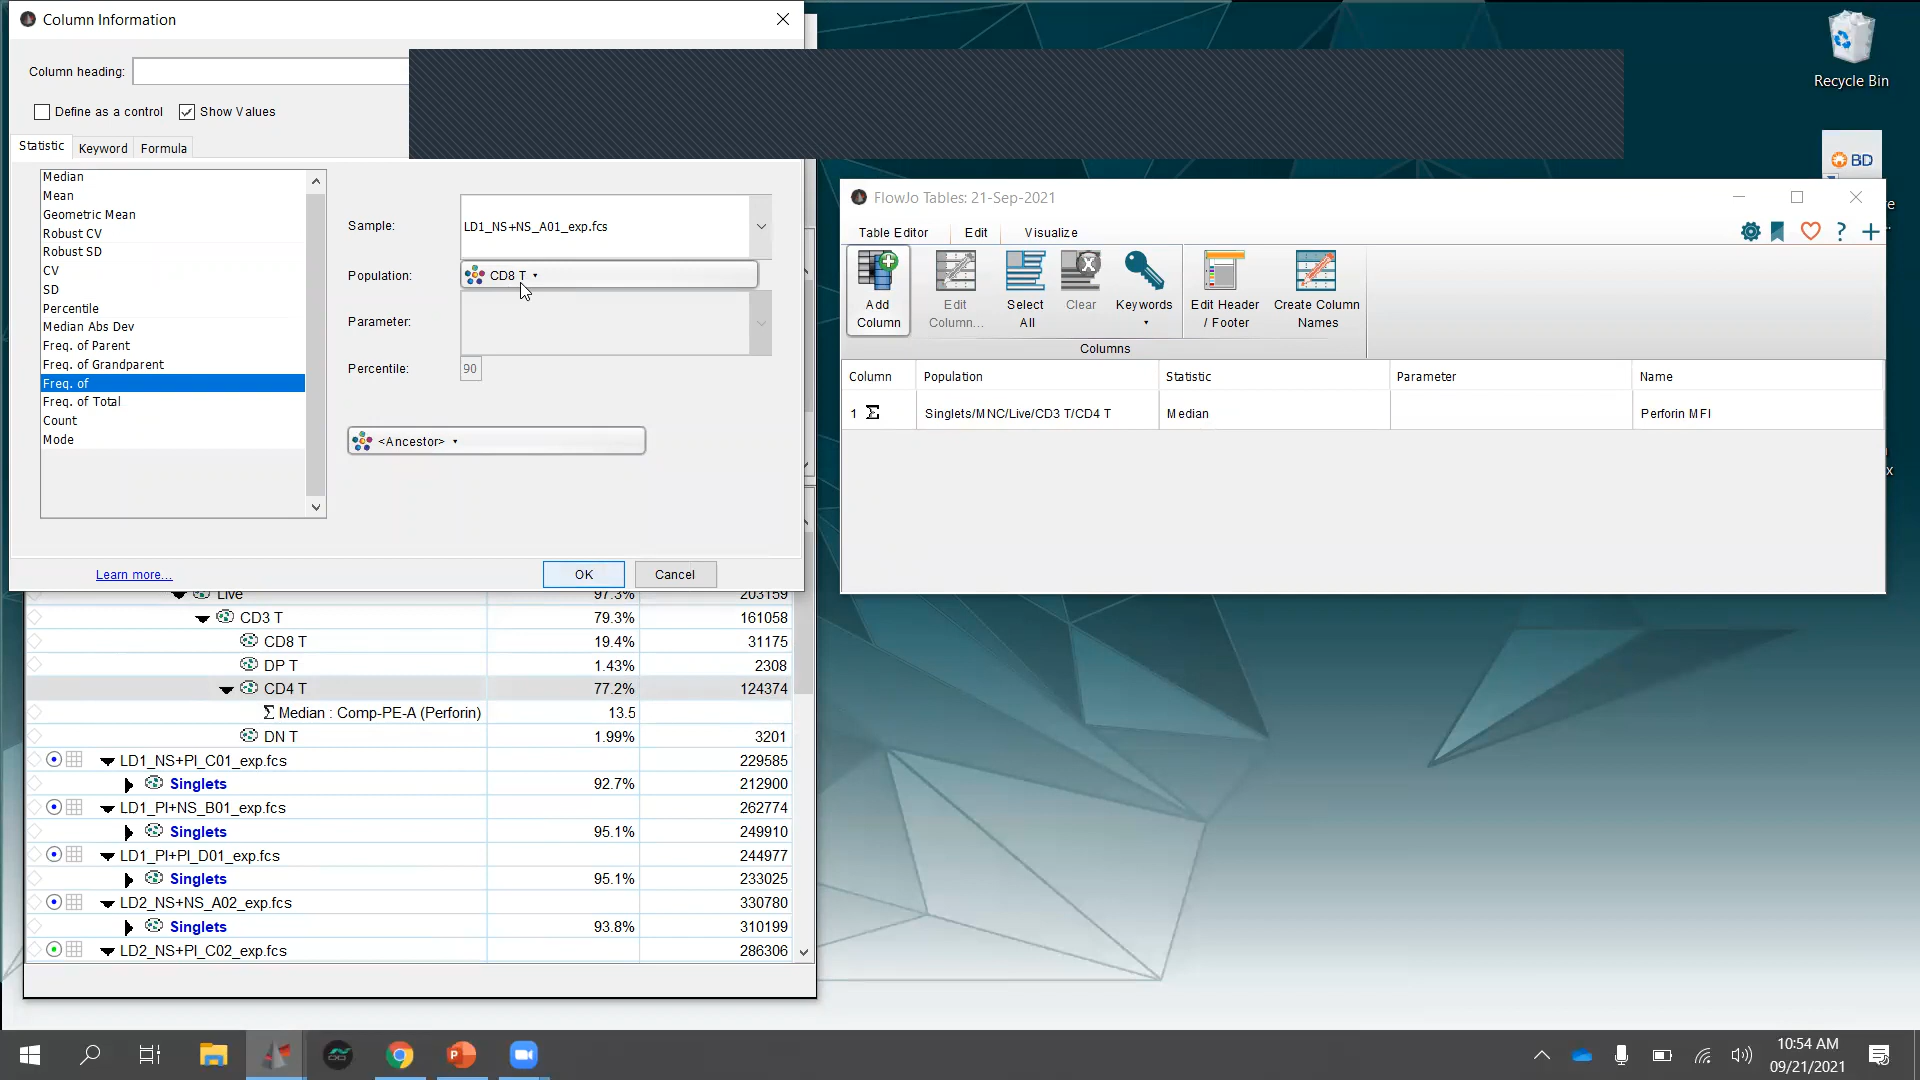 Column Information
Column heading:
Define as a control
Show Values
Statistic
Keyword
Formula
Median
Mean
Geometric Mean
Robust CV
Robust SD
CV
SD
Percentile
Median Abs Dev
Freq. of Parent
Freq. of Grandparent
Freq. of
Freq. of Total
Count
Mode
Sample:
LD1_NS+NS_A01_exp.fcs
Population:
CD8 T
Parameter:
Percentile:
90
<Ancestor>
Learn more...
OK
Cancel
Live 97.3% 203159
CD3 T 79.3% 161058
CD8 T 19.4% 31175
DP T 1.43% 2308
CD4 T 77.2% 124374
Σ Median : Comp-PE-A (Perforin) 13.5
DN T 1.99% 3201
LD1_NS+PI_C01_exp.fcs 229585
Singlets 92.7% 212900
LD1_PI+NS_B01_exp.fcs 262774
Singlets 95.1% 249910
LD1_PI+PI_D01_exp.fcs 244977
Singlets 95.1% 233025
LD2_NS+NS_A02_exp.fcs 330780
Singlets 93.8% 310199
LD2_NS+PI_C02_exp.fcs 286306
FlowJo Tables: 21-Sep-2021
Table Editor
Edit
Visualize
Add Column
Edit Column...
Select All
Clear
Keywords
Edit Header / Footer
Create Column Names
Columns
Column Population Statistic Parameter Name
1 Σ Singlets/MNC/Live/CD3 T/CD4 T Median Perforin MFI
Recycle Bin
BD
10:54 AM
09/21/2021